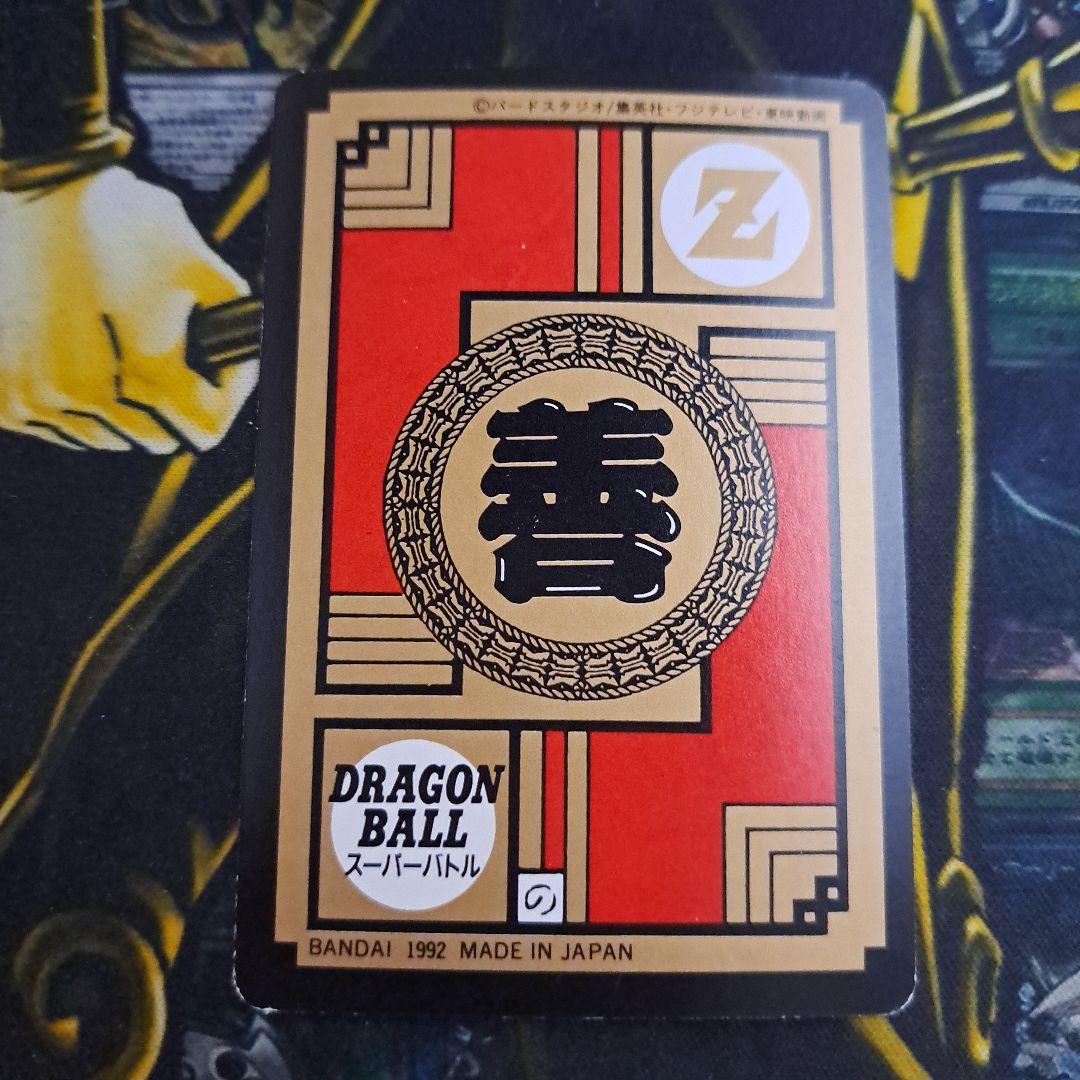 ©バードスタジオ/集英社・フジテレビ・東映動画
Z
善
DRAGON
BALL
スーパーバトル
の
BANDAI 1992 MADE IN JAPAN